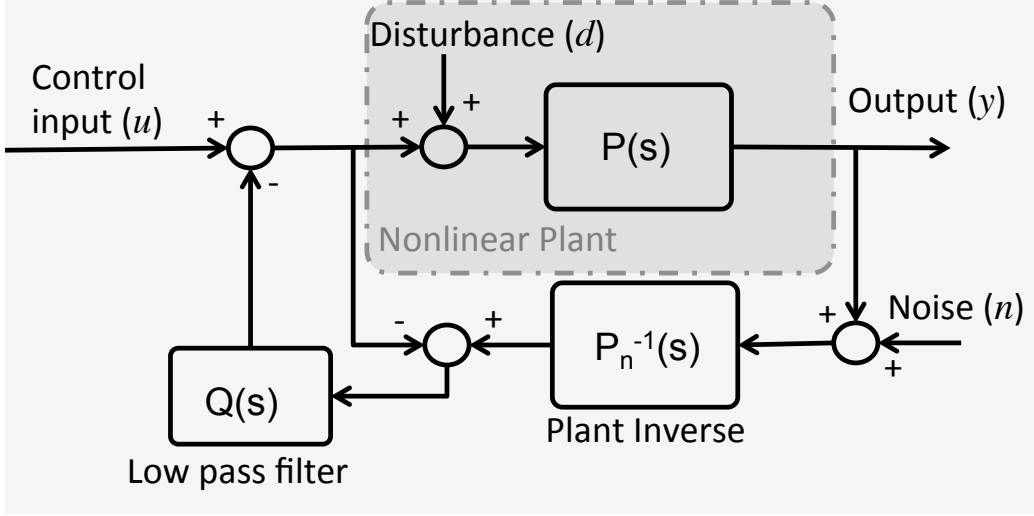 Disturbance (d)
Control
input (u)
+
+
+
-
P(s)
Output (y)
Nonlinear Plant
-
+
+
Noise (n)
+
Pn-1(s)
Q(s)
Plant Inverse
Low pass filter